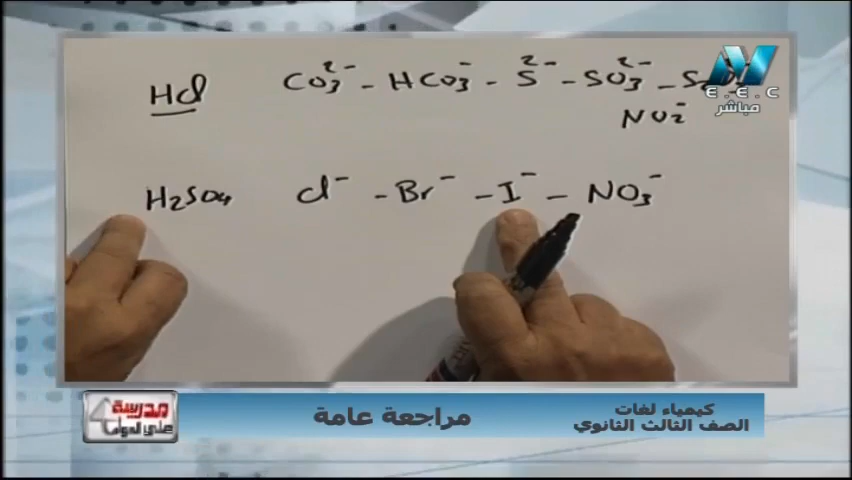 HCl CO₃²⁻ - HCO₃⁻ - S²⁻ - SO₃²⁻ -
NO₂⁻
H₂SO₄ Cl⁻ - Br⁻ - I⁻ - NO₃⁻
E.E.C
مباشر
كيمياء لغات
الصف الثالث الثانوي
مراجعة عامة
مدرسة
على الهواء